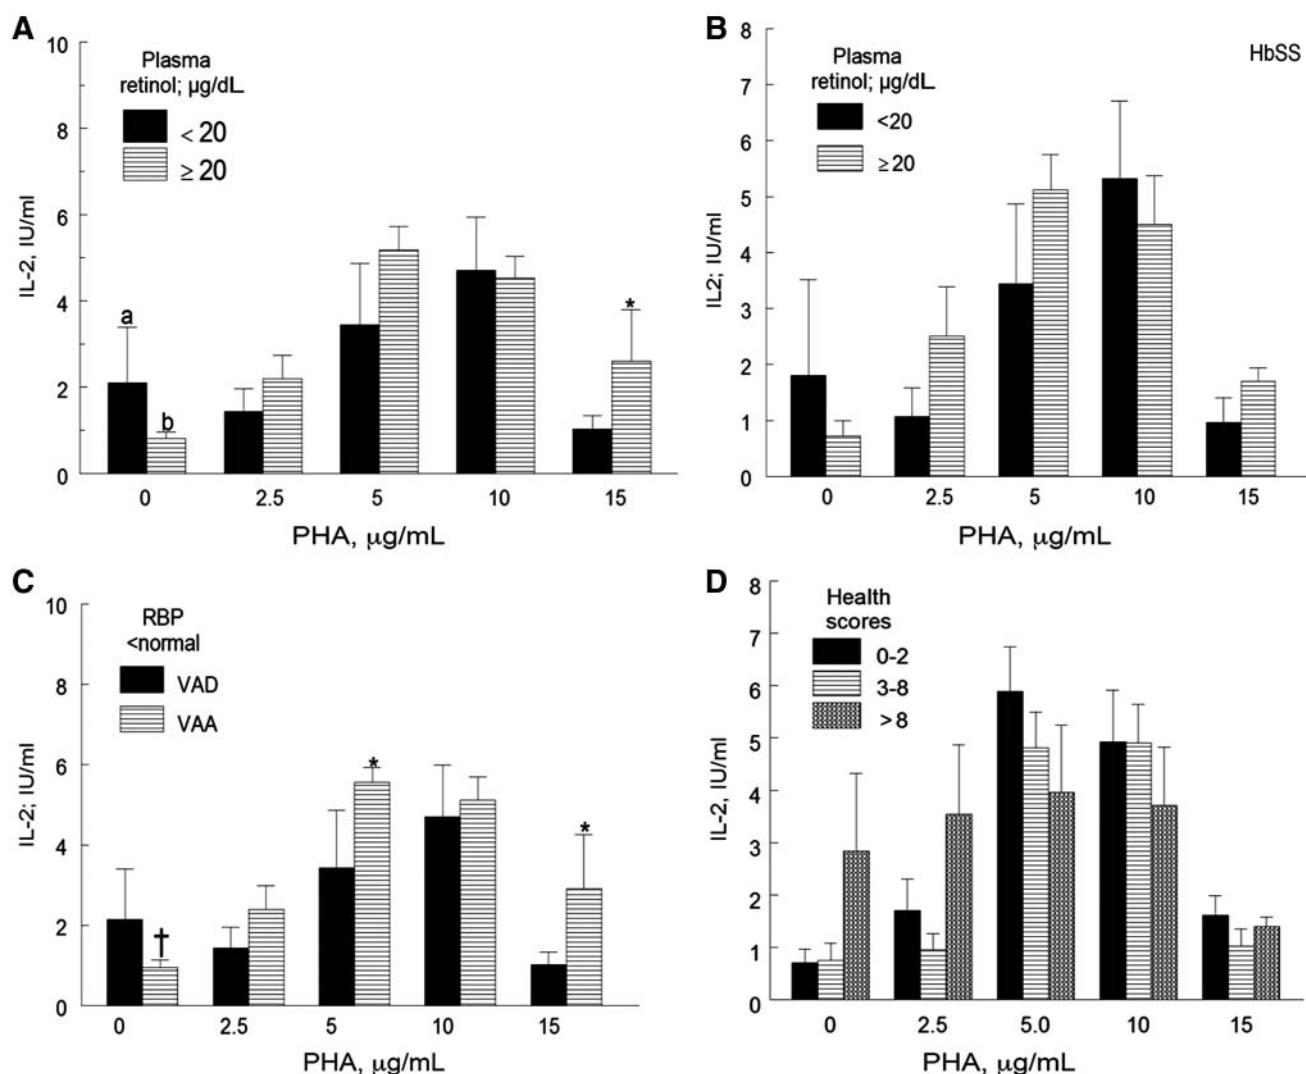 A
Plasma
retinol; µg/dL
< 20
≥ 20
IL-2, IU/ml
10
8
6
4
2
0
a
b
*
0 2.5 5 10 15
PHA, µg/mL
B
HbSS
Plasma
retinol; µg/dL
<20
≥20
IL2; IU/ml
8
7
6
5
4
3
2
1
0
0 2.5 5 10 15
PHA, µg/mL
C
RBP
<normal
VAD
VAA
IL-2; IU/ml
10
8
6
4
2
0
†
*
*
0 2.5 5 10 15
PHA, µg/mL
D
Health
scores
0-2
3-8
>8
IL-2, IU/ml
8
7
6
5
4
3
2
1
0
0 2.5 5.0 10 15
PHA, µg/mL